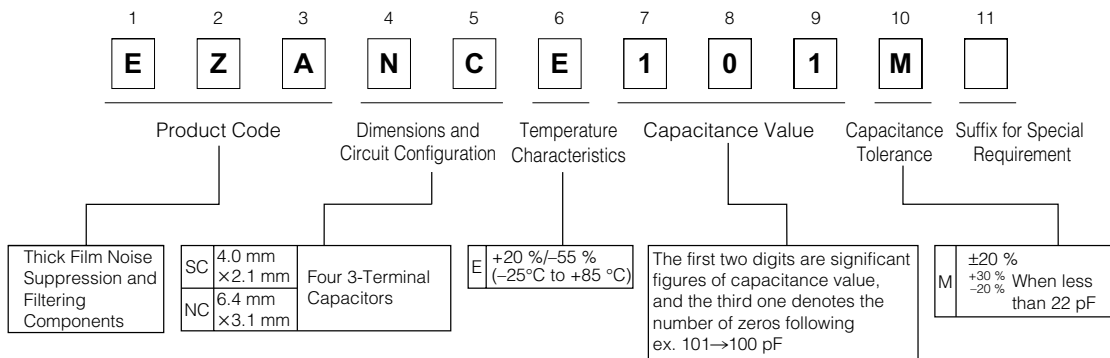 1 2 3 4 5 6 7 8 9 10 11
E Z A N C E 1 0 1 M
Product Code
Dimensions and
Circuit Configuration
Temperature
Characteristics
Capacitance Value
Capacitance
Tolerance
Suffix for Special
Requirement
Thick Film Noise
Suppression and
Filtering
Components
SC 4.0 mm
×2.1 mm
NC 6.4 mm
×3.1 mm
Four 3-Terminal
Capacitors
E +20 %/–55 %
(–25°C to +85 °C)
The first two digits are significant
figures of capacitance value,
and the third one denotes the
number of zeros following
ex. 101→100 pF
M ±20 %
+30 %
–20 % When less
than 22 pF